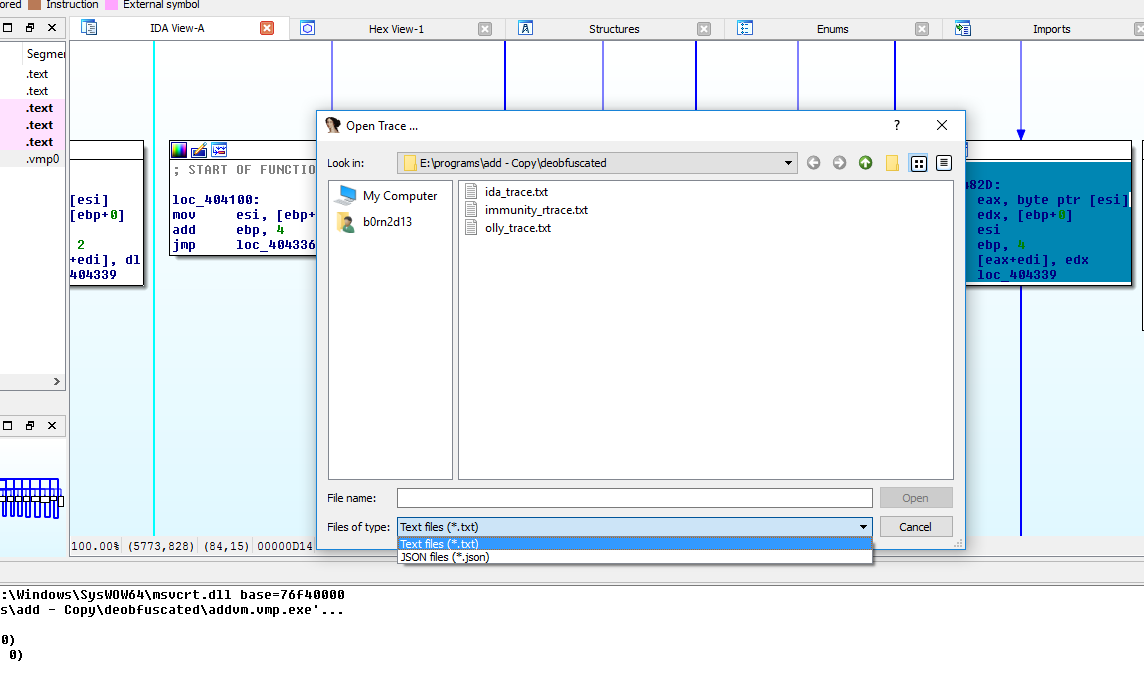 ored Instruction External symbol
IDA View-A Hex View-1 Structures Enums Imports
Segme
.text
.text
.text
.text
.text
.vmp0
[esi]
[ebp+0]
2
+edi], dl
404339
; START OF FUNCTIO
loc_404100:
mov esi, [ebp+
add ebp, 4
jmp loc_404336
Open Trace ...
?
Look in: E:\programs\add - Copy\deobfuscated
My Computer
b0rn2d13
ida_trace.txt
immunity_rtrace.txt
olly_trace.txt
File name:
Open
Files of type: Text files (*.txt)
Cancel
Text files (*.txt)
JSON files (*.json)
482D:
eax, byte ptr [esi]
edx, [ebp+0]
esi
ebp, 4
[eax+edi], edx
loc_404339
100.00% (5773,828) (84,15) 00000D14
:\Windows\SysWOW64\msvcrt.dll base=76f40000
s\add - Copy\deobfuscated\addvm.vmp.exe'...
0)
0)